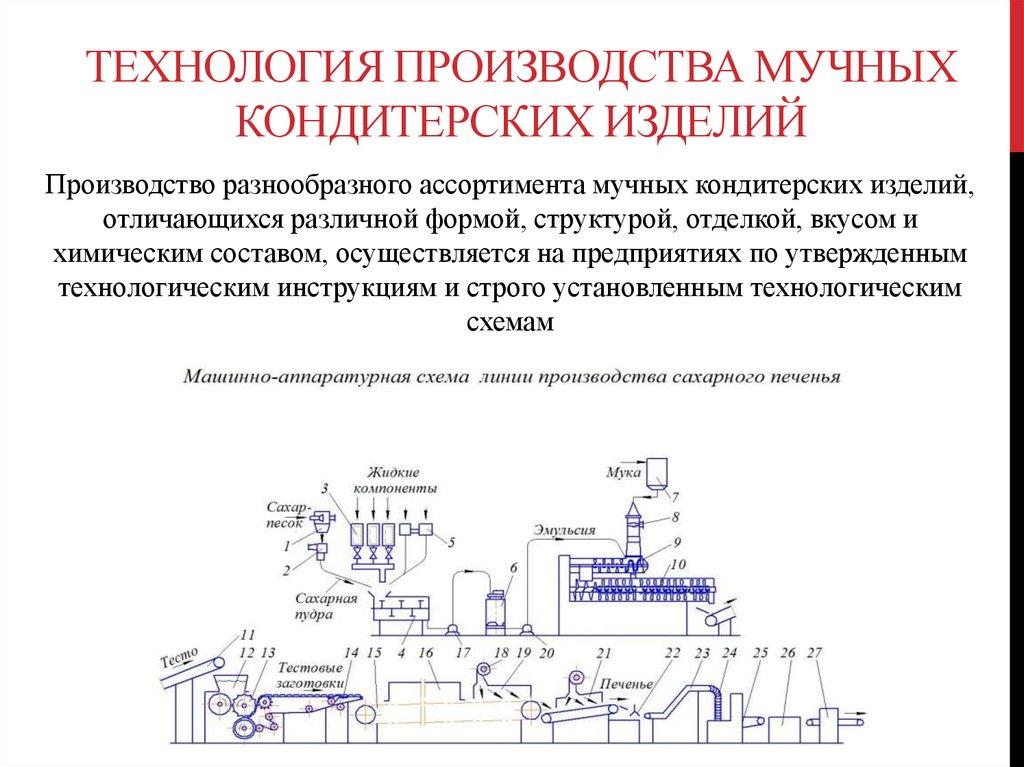 ТЕХНОЛОГИЯ ПРОИЗВОДСТВА МУЧНЫХ
КОНДИТЕРСКИХ ИЗДЕЛИЙ
Производство разнообразного ассортимента мучных кондитерских изделий,
отличающихся различной формой, структурой, отделкой, вкусом и
химическим составом, осуществляется на предприятиях по утвержденным
технологическим инструкциям и строго установленным технологическим
схемам
Машинно-аппаратурная схема линии производства сахарного печенья
Жидкие
компоненты
3
Сахар-
песок
1
2
Сахарная
пудра
5
6
Эмульсия
Мука
7
8
9
10
11
Тесто
12 13
Тестовые
заготовки
14 15 4 16 17 18 19 20 21 22 23 24 25 26 27
Печенье